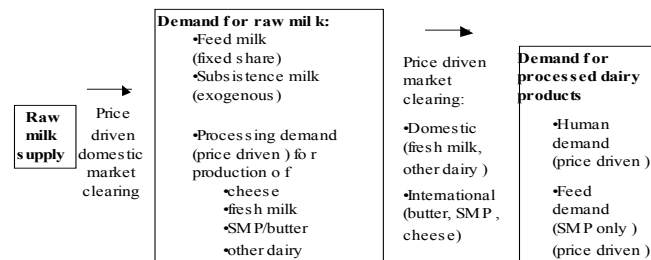 Raw
milk
supply
Price
driven
domestic
market
clearing
Demand for raw milk:
•Feed milk
(fixed share)
•Subsistence milk
(exogenous)
•Processing demand
(price driven) for
production of
•cheese
•fresh milk
•SMP/butter
•other dairy
Price driven
market
clearing:
•Domestic
(fresh milk,
other dairy)
•International
(butter, SMP,
cheese)
Demand for
processed dairy
products
•Human
demand
(price driven)
•Feed
demand
(SMP only)
(price driven)